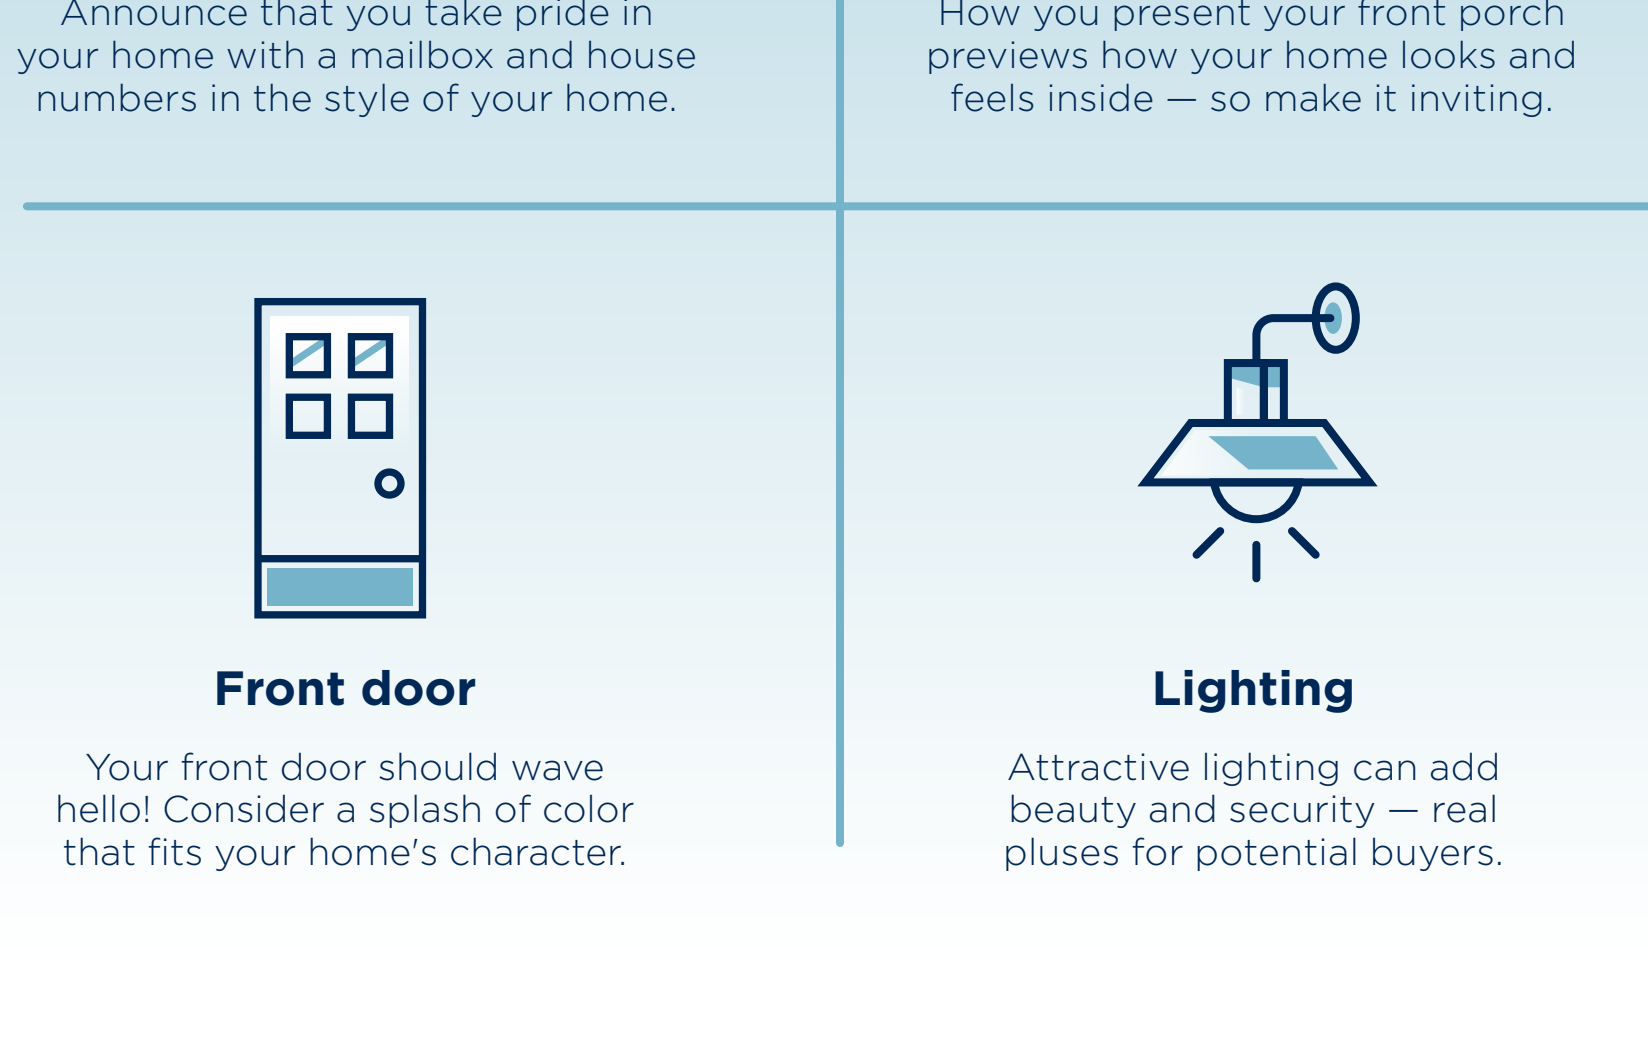 Announce that you take pride in
your home with a mailbox and house
numbers in the style of your home.
How you present your front porch
previews how your home looks and
feels inside — so make it inviting.
Front door
Your front door should wave
hello! Consider a splash of color
that fits your home's character.
Lighting
Attractive lighting can add
beauty and security — real
pluses for potential buyers.